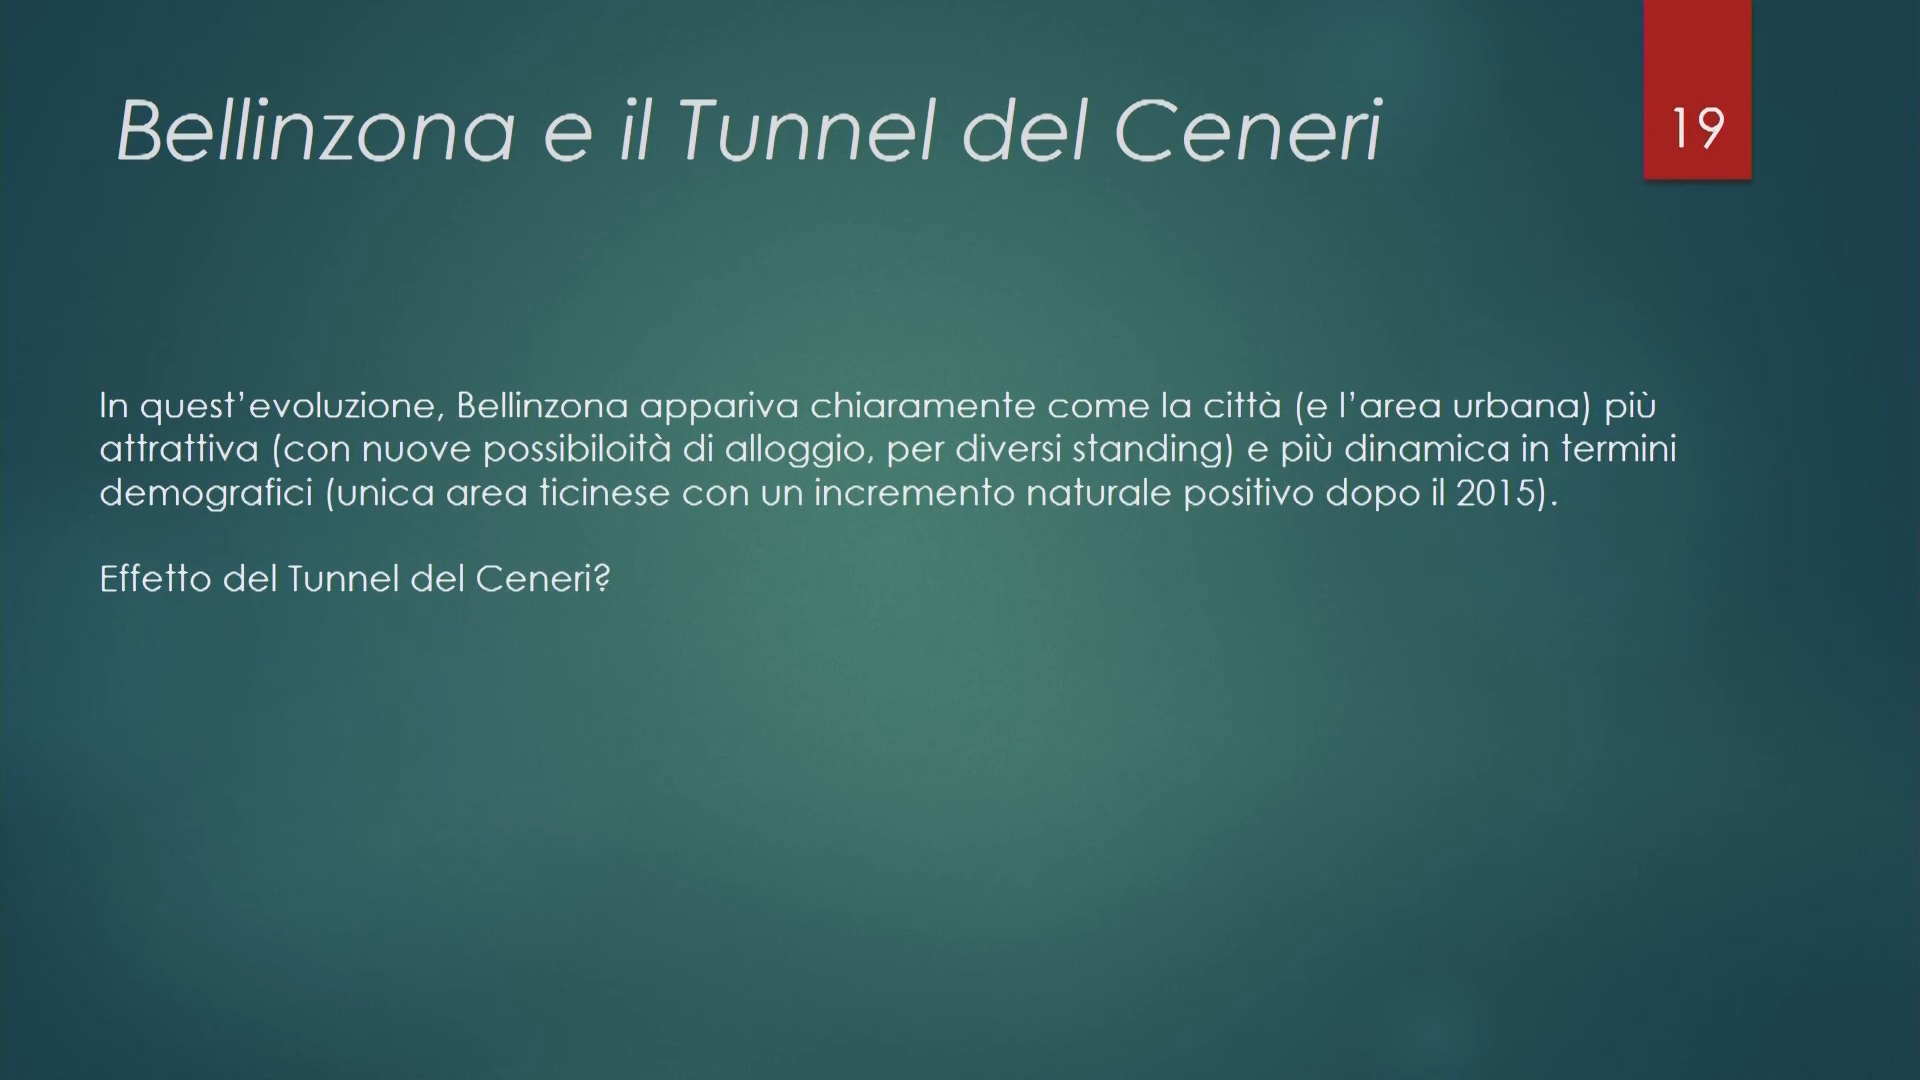 Bellinzona e il Tunnel del Ceneri
19
In quest’evoluzione, Bellinzona appariva chiaramente come la città (e l’area urbana) più
attrattiva (con nuove possibiloità di alloggio, per diversi standing) e più dinamica in termini
demografici (unica area ticinese con un incremento naturale positivo dopo il 2015).
Effetto del Tunnel del Ceneri?